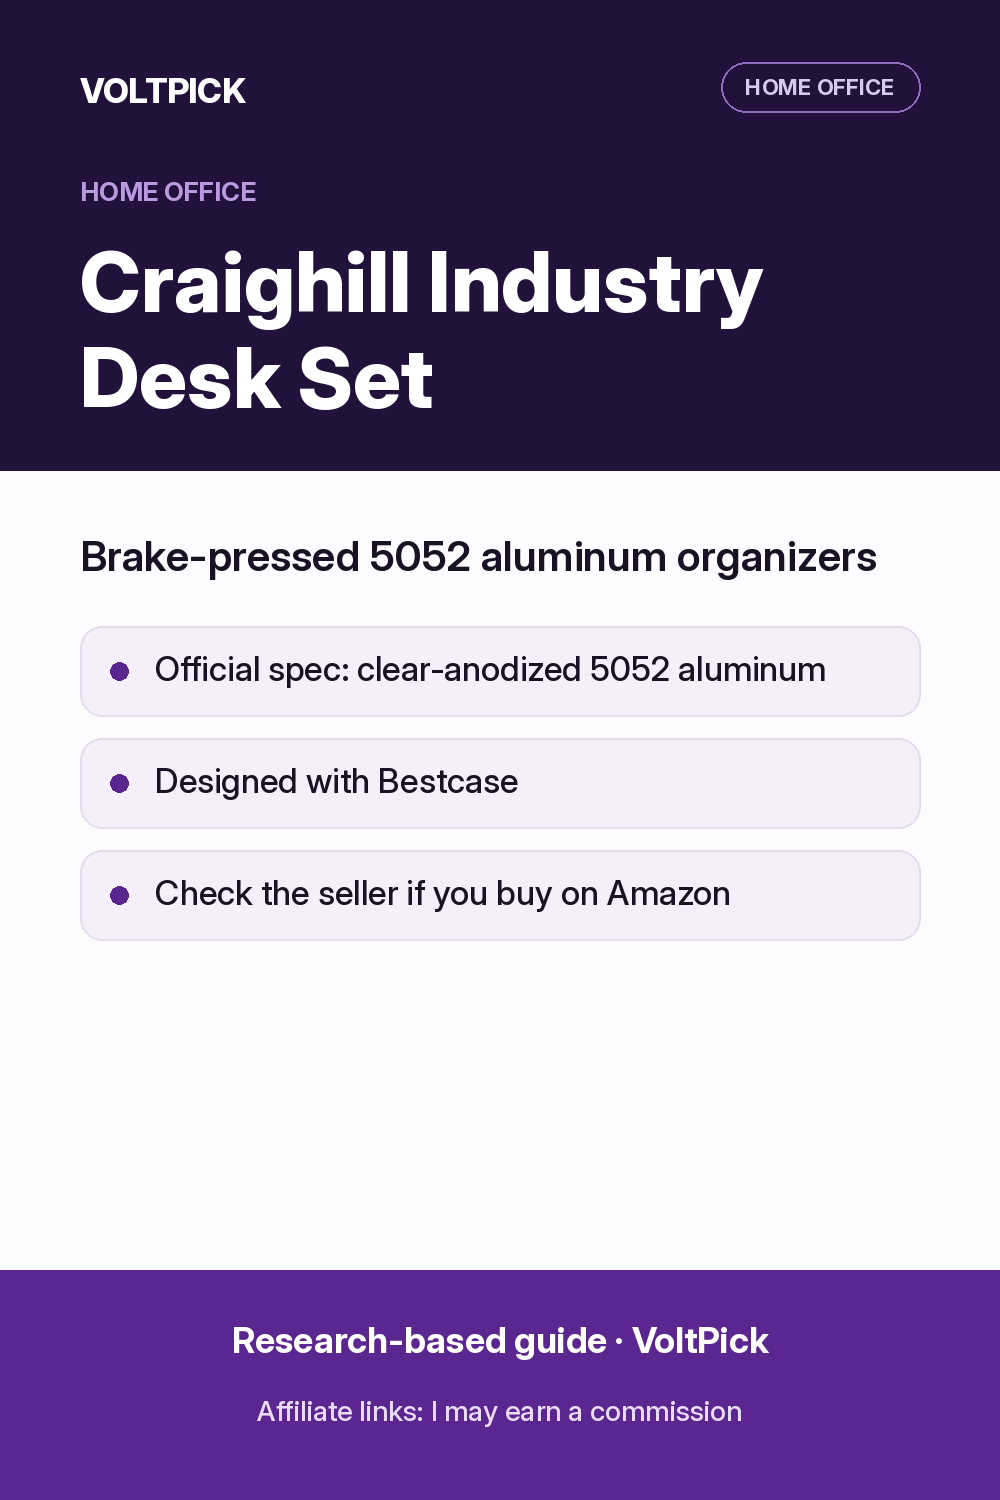 VOLTPICK
HOME OFFICE
HOME OFFICE
Craighill Industry
Desk Set
Brake-pressed 5052 aluminum organizers
Official spec: clear-anodized 5052 aluminum
Designed with Bestcase
Check the seller if you buy on Amazon
Research-based guide · VoltPick
Affiliate links: I may earn a commission